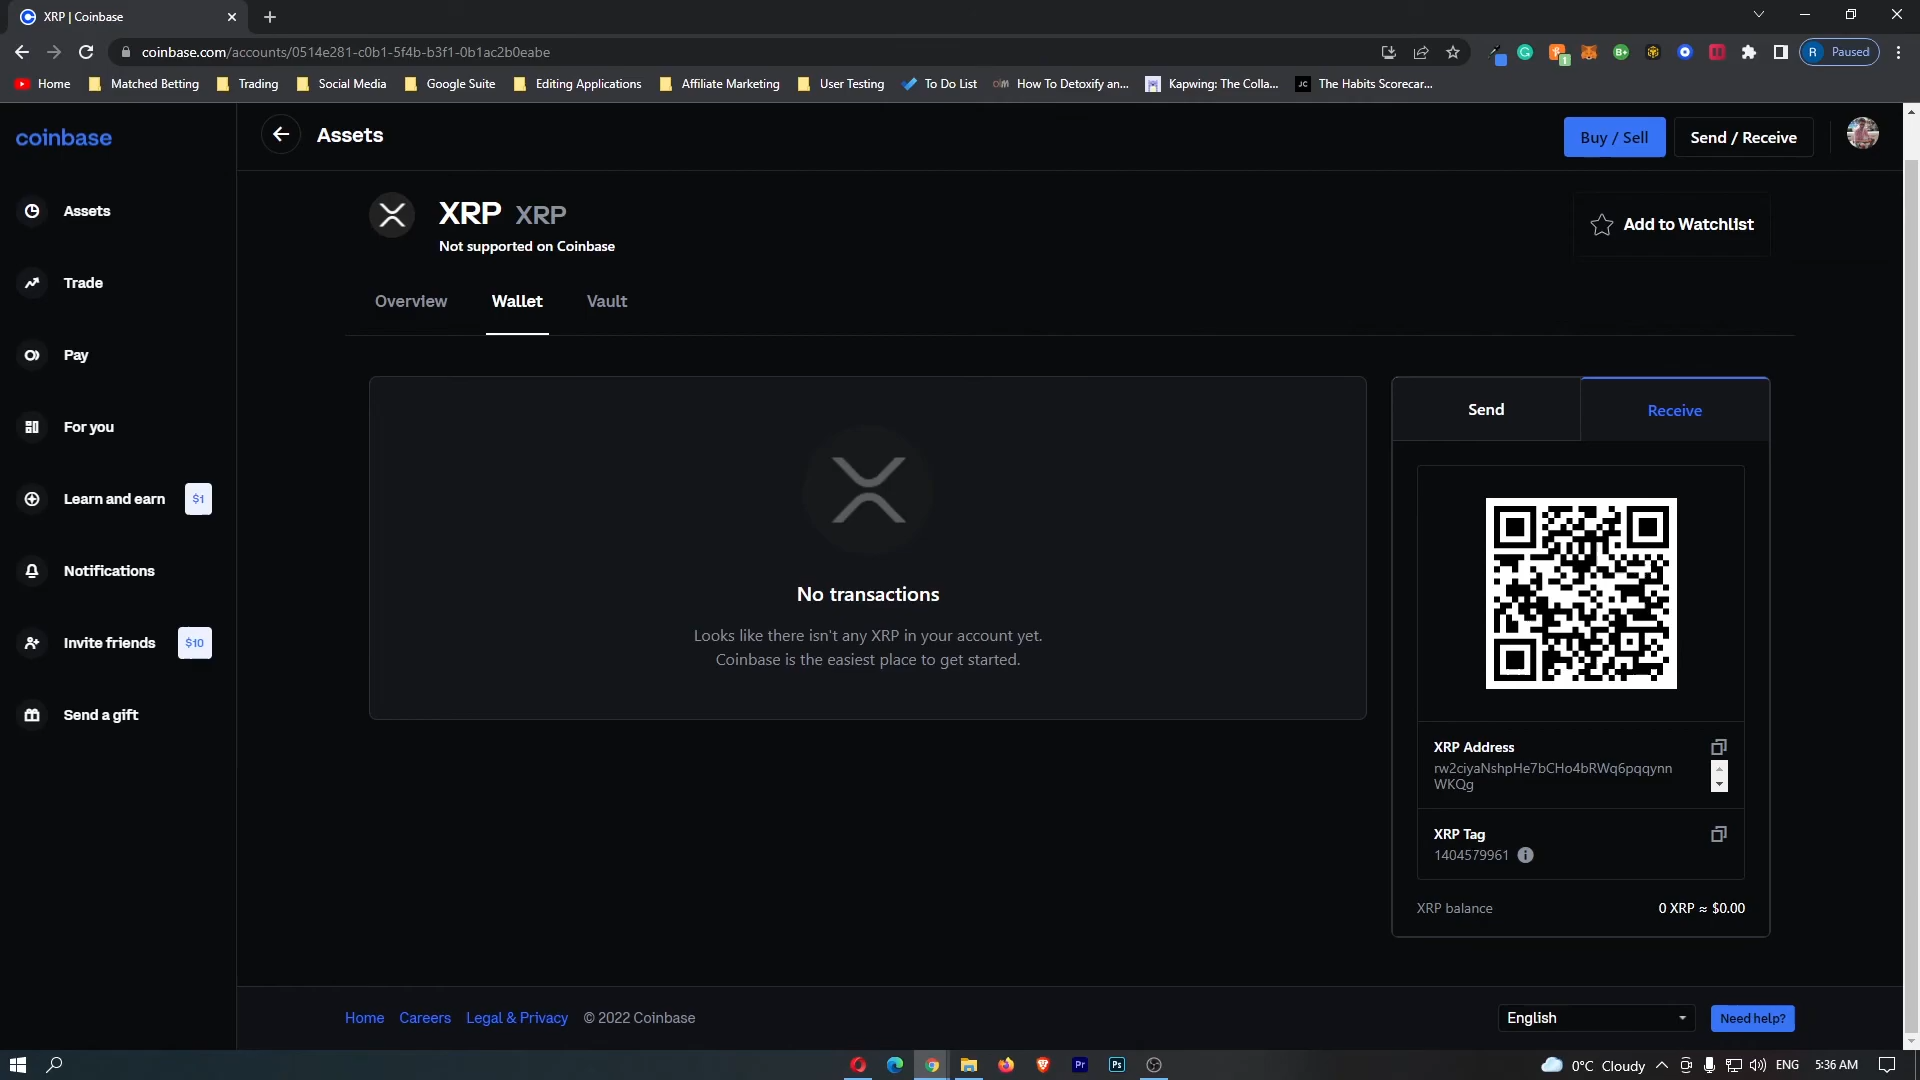 XRP | Coinbase
coinbase.com/accounts/0514e281-c0b1-5f4b-b3f1-0b1ac2b0eabe
R Paused
Home Matched Betting Trading Social Media Google Suite Editing Applications Affiliate Marketing User Testing To Do List How To Detoxify an... Kapwing: The Colla... JC The Habits Scorecar...
coinbase
Assets
Buy / Sell
Send / Receive
Assets
Trade
Pay
For you
Learn and earn $1
Notifications
Invite friends $10
Send a gift
XRP XRP
Not supported on Coinbase
Add to Watchlist
Overview Wallet Vault
No transactions
Looks like there isn't any XRP in your account yet.
Coinbase is the easiest place to get started.
Send Receive
XRP Address
rw2ciyaNshpHe7bCHo4bRWq6pqqynn
WKQg
XRP Tag
1404579961
XRP balance 0 XRP ≈ $0.00
Home Careers Legal & Privacy © 2022 Coinbase
English
Need help?
Pr Ps
0°C Cloudy ENG 5:36 AM